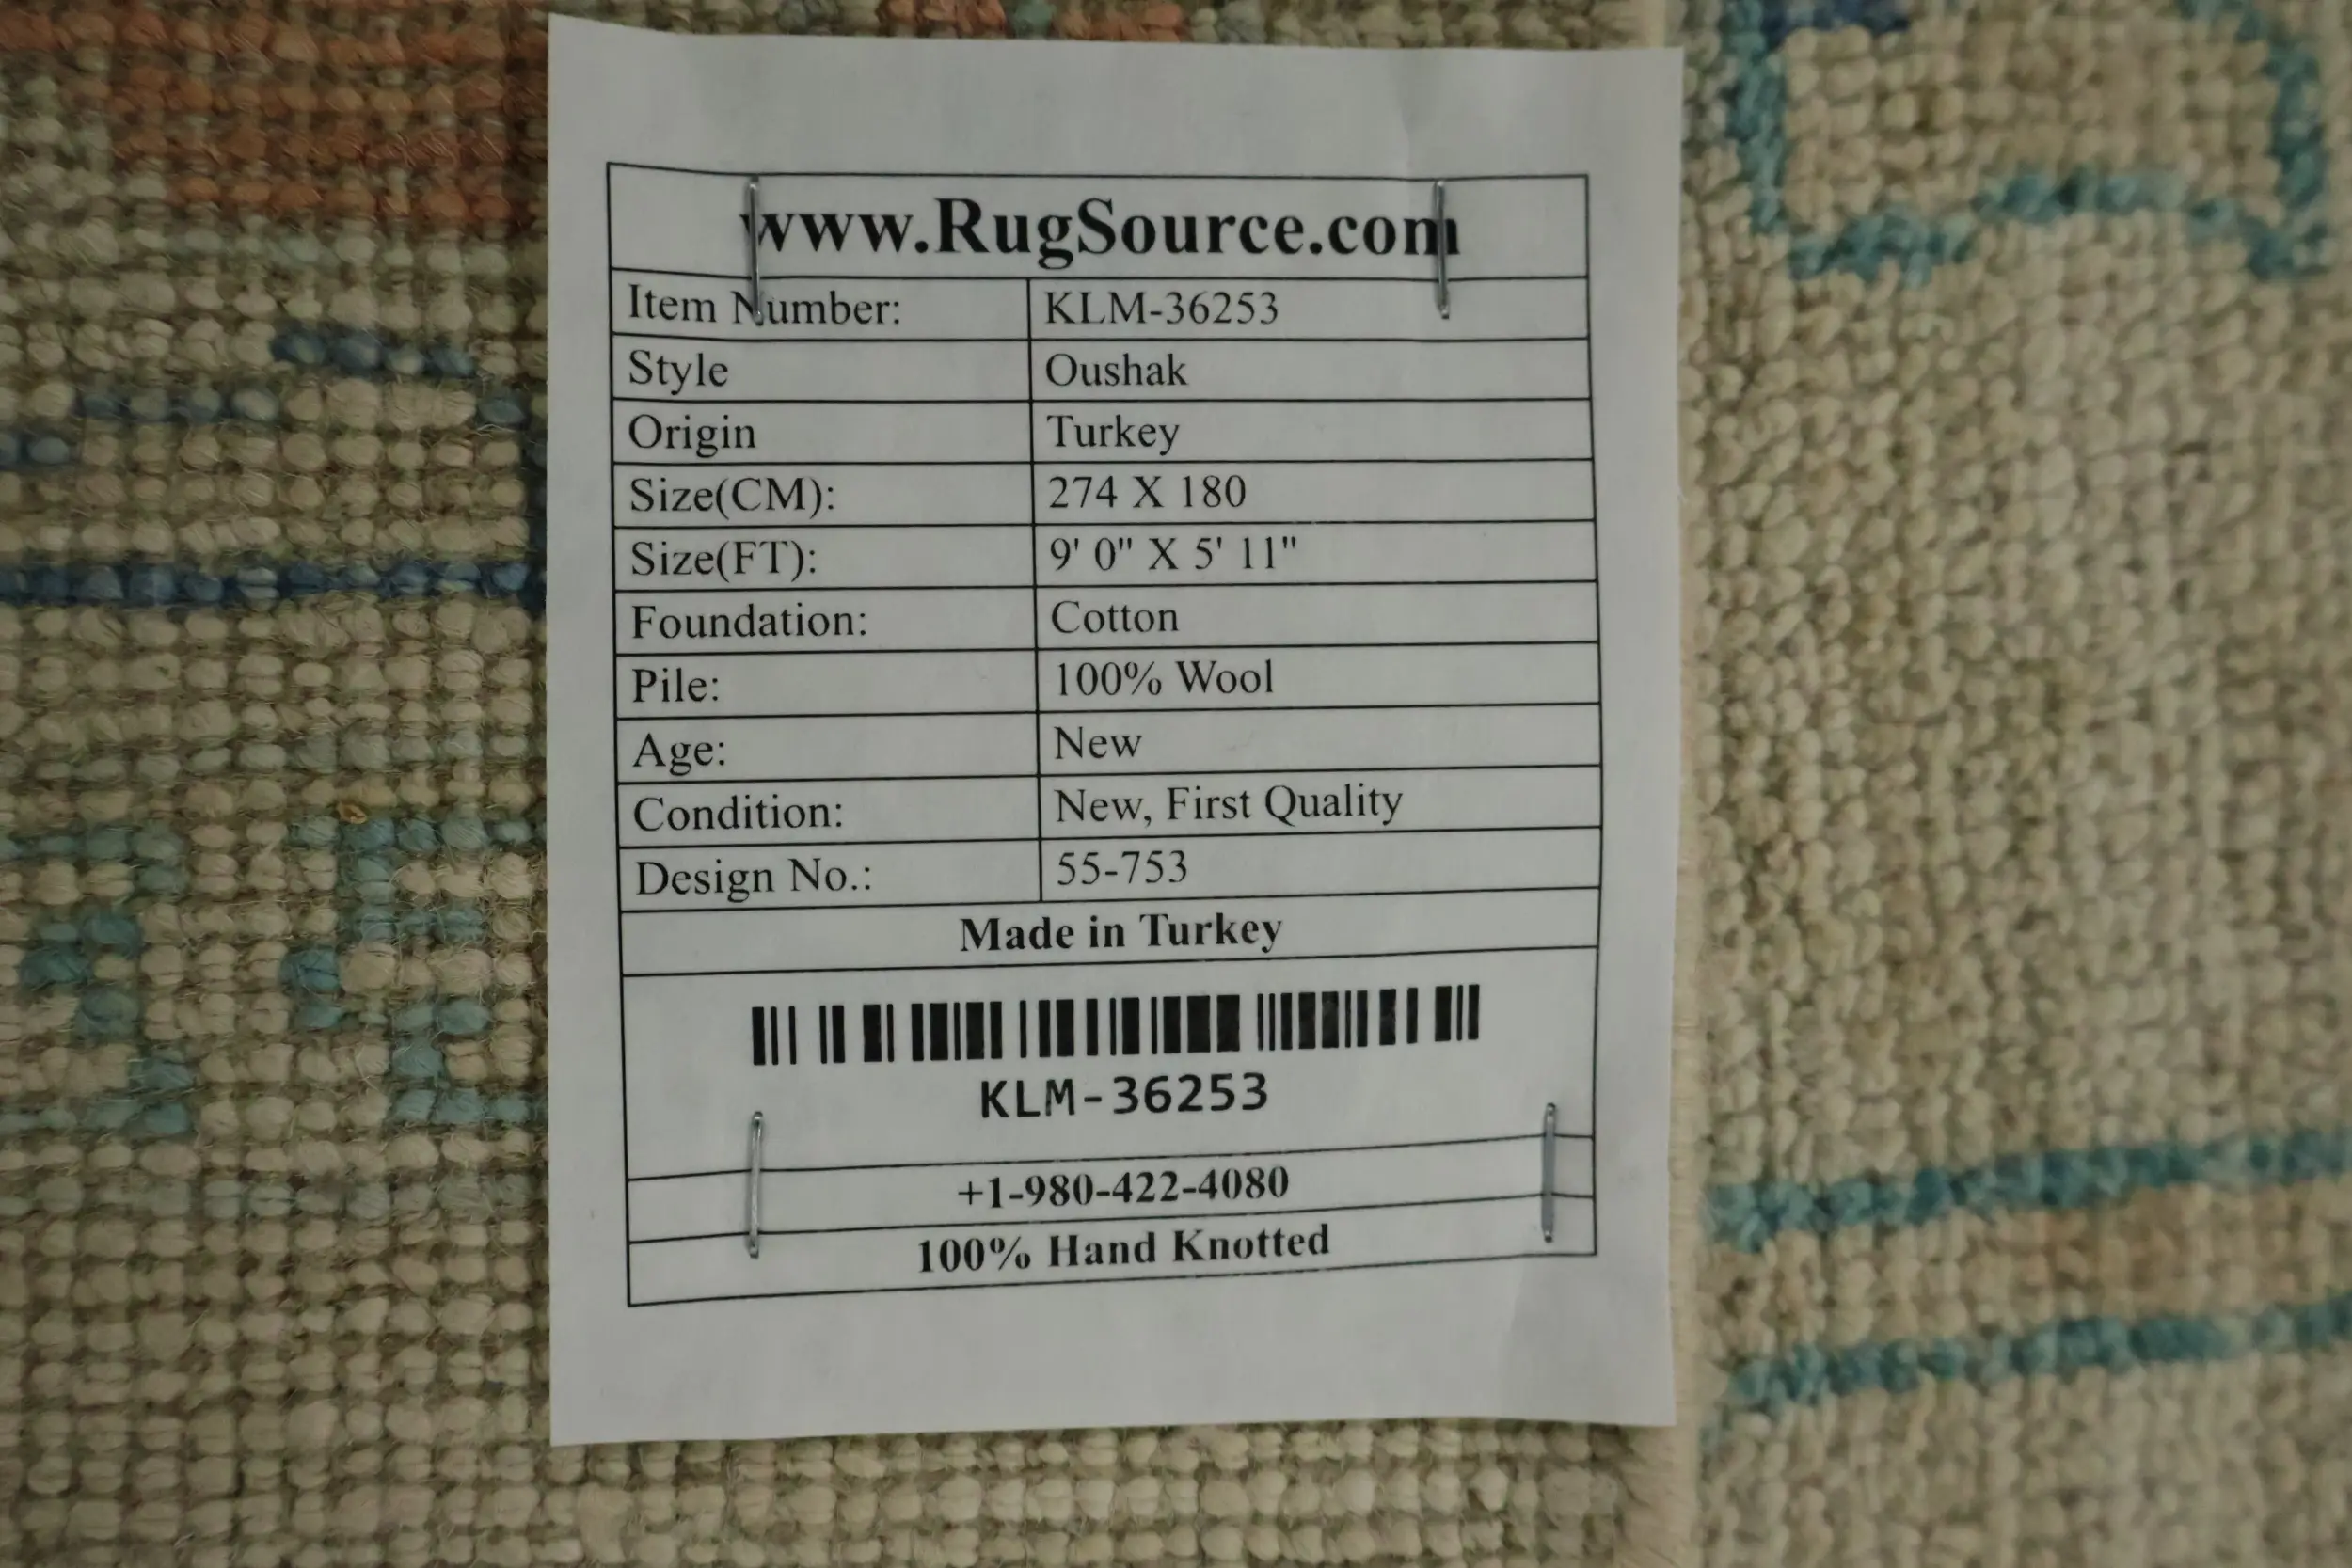 www.RugSource.com
Item Number: KLM-36253
Style Oushak
Origin Turkey
Size(CM): 274 X 180
Size(FT): 9' 0" X 5' 11"
Foundation: Cotton
Pile: 100% Wool
Age: New
Condition: New, First Quality
Design No.: 55-753
Made in Turkey
KLM-36253
+1-980-422-4080
100% Hand Knotted